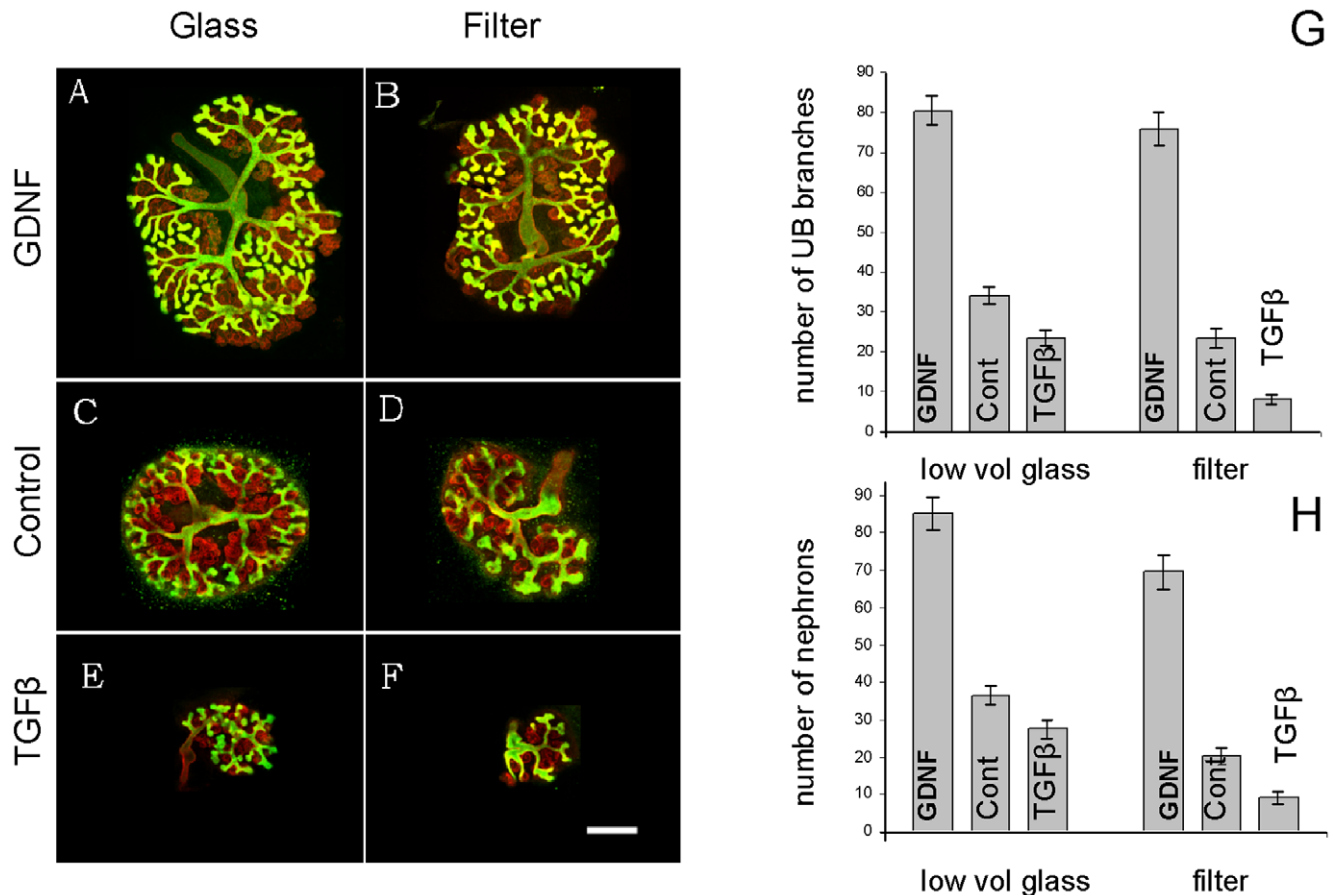 Glass Filter
GDNF
Control
TGFβ
A
B
C
D
E
F
G
number of UB branches
90
80
70
60
50
40
30
20
10
0
GDNF
Cont
TGFβ
GDNF
Cont
TGFβ
low vol glass
filter
H
number of nephrons
90
80
70
60
50
40
30
20
10
0
GDNF
Cont
TGFβ
GDNF
Cont
TGFβ
low vol glass
filter